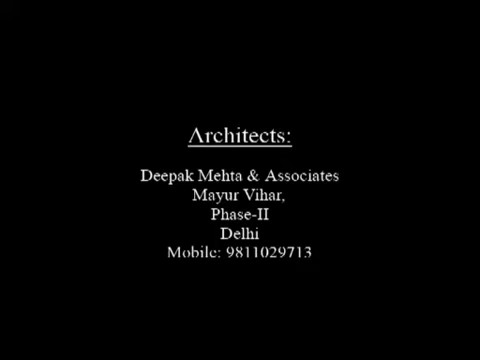 Architects:
Deepak Mehta & Associates
Mayur Vihar,
Phase-II
Delhi
Mobile: 9811029713